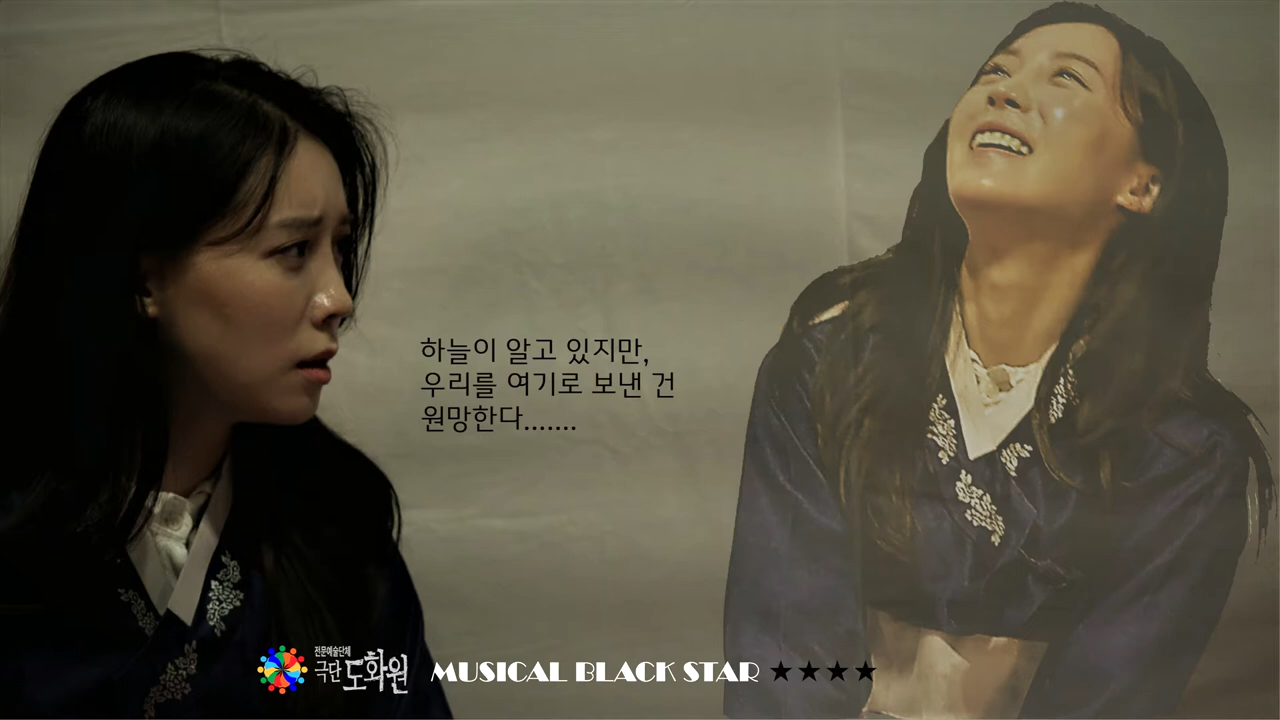 하늘이 알고 있지만,
우리를 여기로 보낸 건
원망한다.......
전문예술단체
극단 도화원
MUSICAL BLACK STAR ★★★★